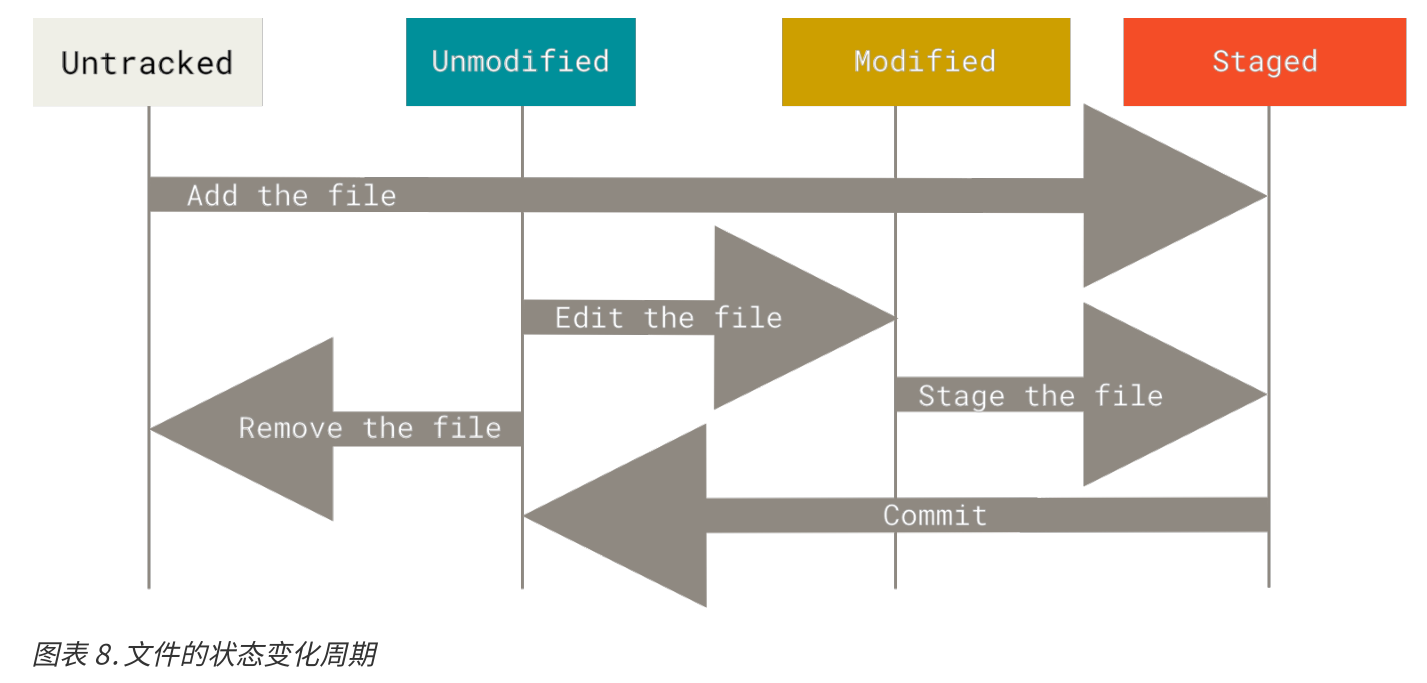 Untracked
Unmodified
Modified
Staged
Add the file
Edit the file
Stage the file
Remove the file
Commit
图表 8. 文件的状态变化周期